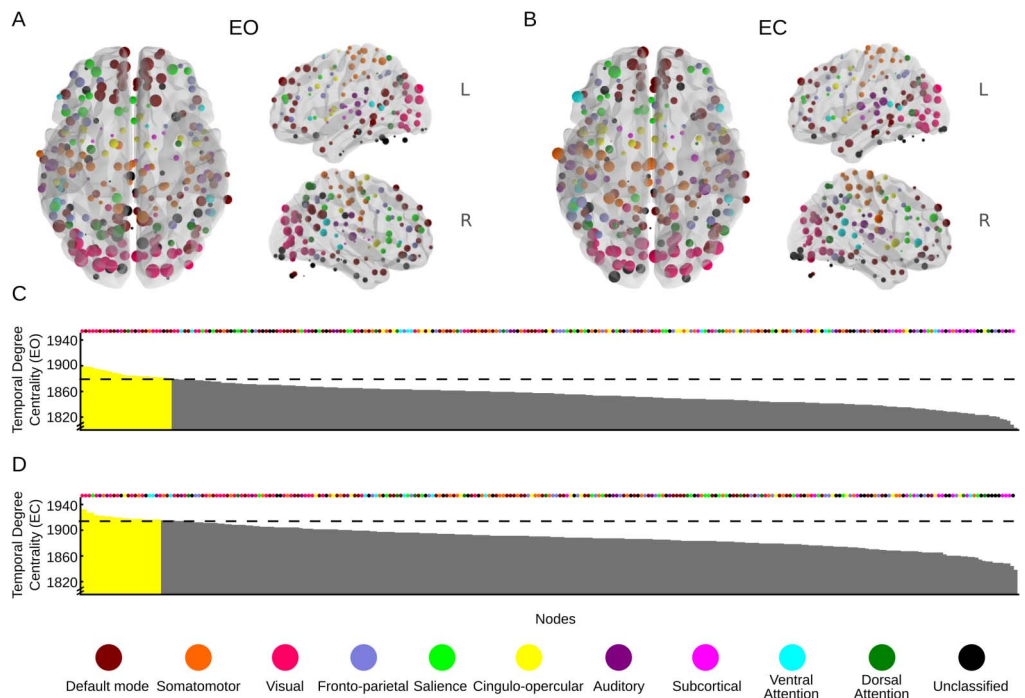 A
EO
L
R
B
EC
L
R
C
Temporal Degree
Centrality (EO)
1940
1900
1860
1820
D
Temporal Degree
Centrality (EC)
1940
1900
1860
1820
Nodes
Default mode
Somatomotor
Visual
Fronto-parietal
Salience
Cingulo-opercular
Auditory
Subcortical
Ventral
Attention
Dorsal
Attention
Unclassified